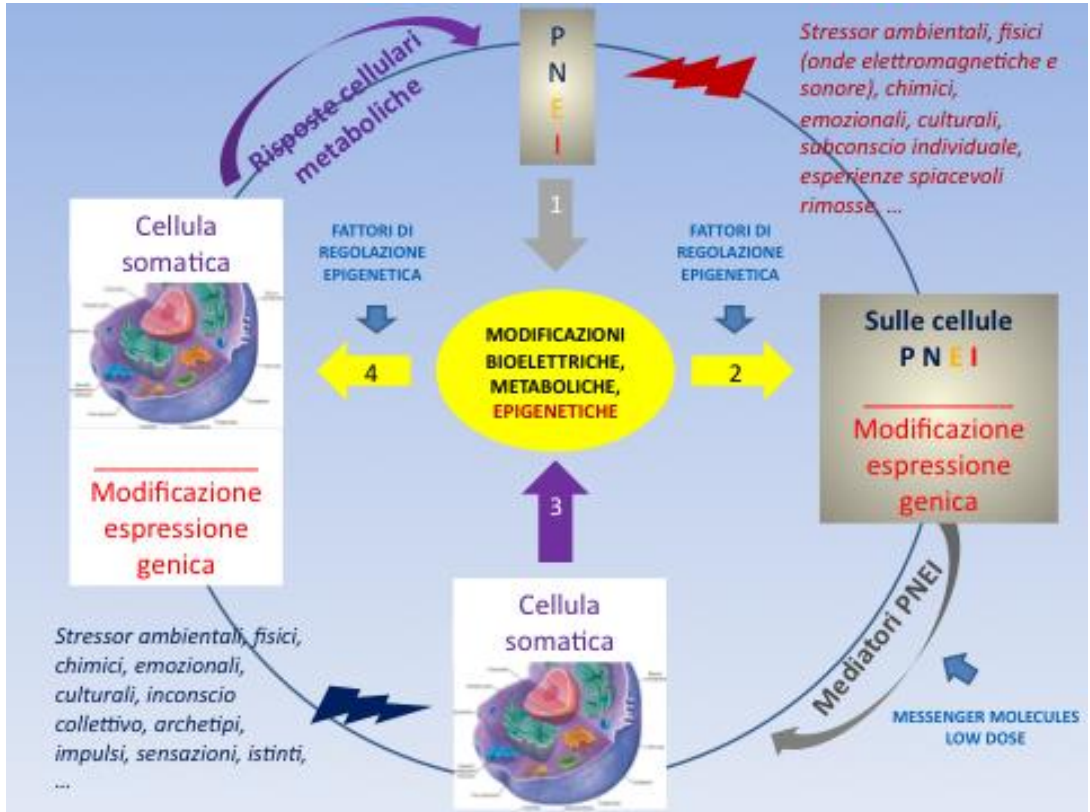 P
N
E
I
Stressor ambientali, fisici
(onde elettromagnetiche e
sonore), chimici,
emozionali, culturali,
subconscio individuale,
esperienze spiacevoli
rimosse, ...
Risposte cellulari
metaboliche
1
Cellula
somatica
FATTORI DI
REGOLAZIONE
EPIGENETICA
FATTORI DI
REGOLAZIONE
EPIGENETICA
4
MODIFICAZIONI
BIOELETTRICHE,
METABOLICHE,
EPIGENETICHE
2
Sulle cellule
P N E I
Modificazione
espressione
genica
Modificazione
espressione
genica
3
Cellula
somatica
Mediatori PNEI
MESSENGER MOLECULES
LOW DOSE
Stressor ambientali, fisici,
chimici, emozionali,
culturali, inconscio
collettivo, archetipi,
impulsi, sensazioni, istinti,
...